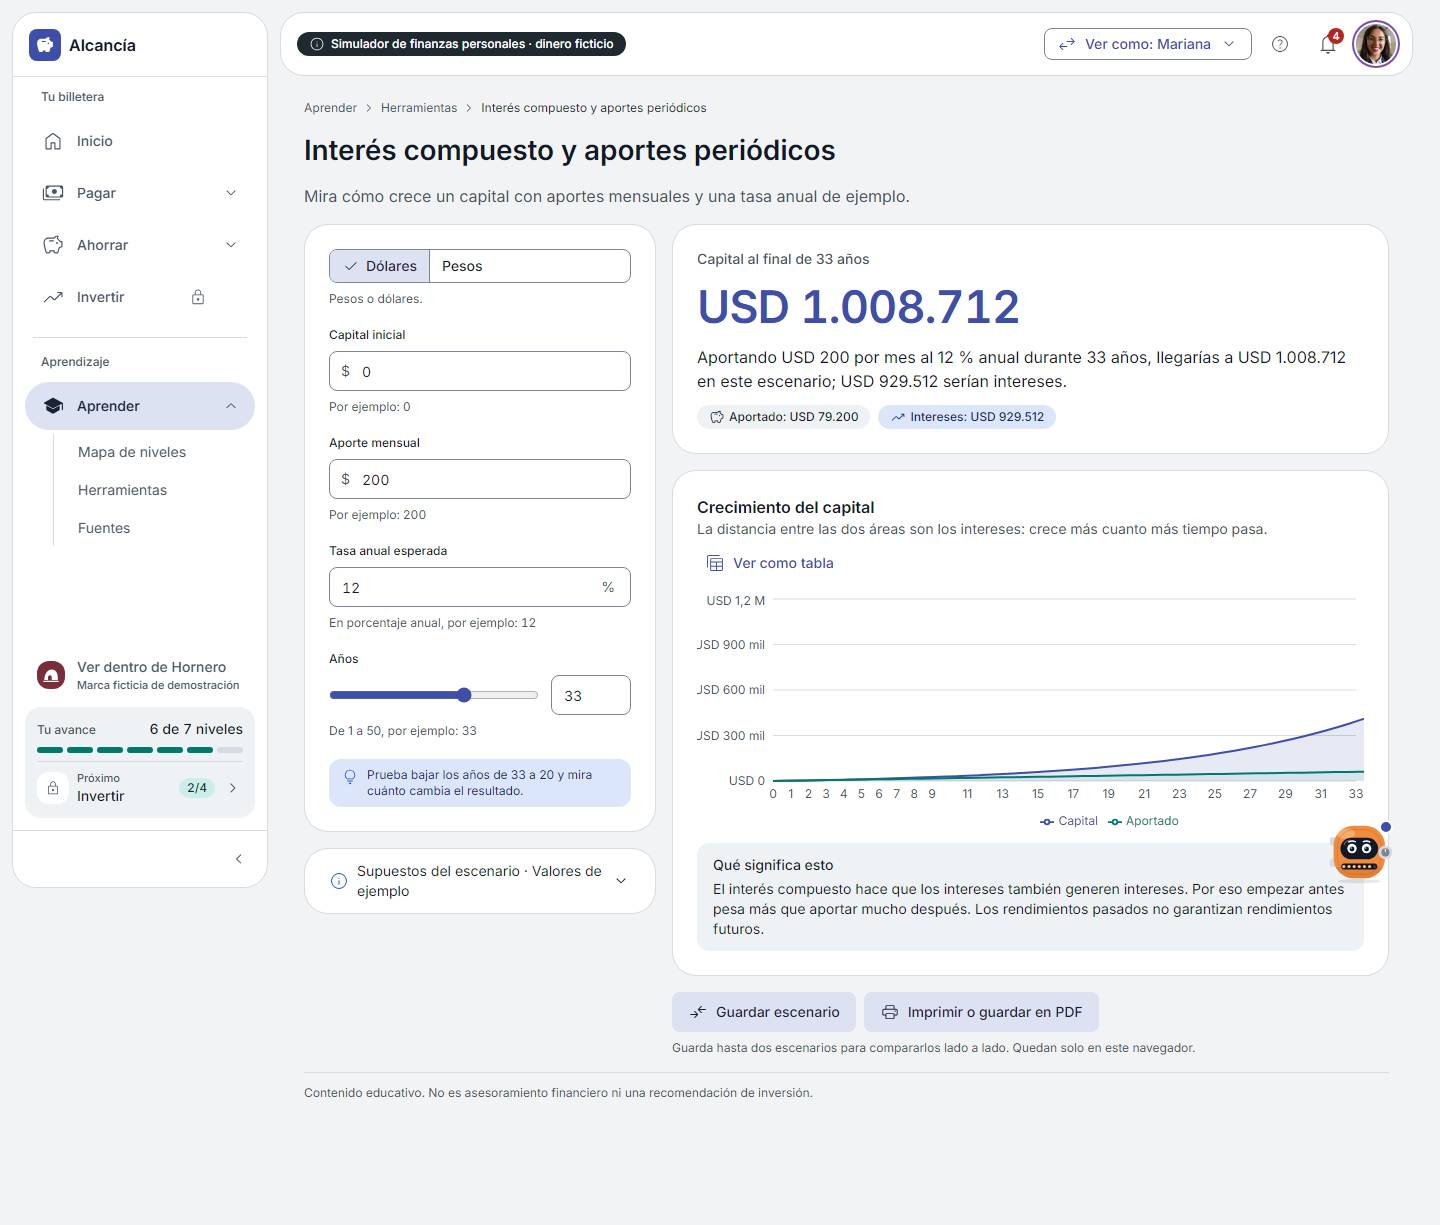 Alcancía
Simulador de finanzas personales · dinero ficticio
Ver como: Mariana
4
Tu billetera
Inicio
Pagar
Ahorrar
Invertir
Aprendizaje
Aprender
Mapa de niveles
Herramientas
Fuentes
Ver dentro de Hornero
Marca ficticia de demostración
Tu avance 6 de 7 niveles
Próximo
Invertir
2/4
Aprender > Herramientas > Interés compuesto y aportes periódicos
Interés compuesto y aportes periódicos
Mira cómo crece un capital con aportes mensuales y una tasa anual de ejemplo.
Dólares Pesos
Pesos o dólares.
Capital inicial
$ 0
Por ejemplo: 0
Aporte mensual
$ 200
Por ejemplo: 200
Tasa anual esperada
12 %
En porcentaje anual, por ejemplo: 12
Años
33
De 1 a 50, por ejemplo: 33
Prueba bajar los años de 33 a 20 y mira
cuánto cambia el resultado.
Supuestos del escenario · Valores de
ejemplo
Capital al final de 33 años
USD 1.008.712
Aportando USD 200 por mes al 12 % anual durante 33 años, llegarías a USD 1.008.712
en este escenario; USD 929.512 serían intereses.
Aportado: USD 79.200 Intereses: USD 929.512
Crecimiento del capital
La distancia entre las dos áreas son los intereses: crece más cuanto más tiempo pasa.
Ver como tabla
USD 1,2 M
USD 900 mil
USD 600 mil
USD 300 mil
USD 0
0 1 2 3 4 5 6 7 8 9 11 13 15 17 19 21 23 25 27 29 31 33
Capital Aportado
Qué significa esto
El interés compuesto hace que los intereses también generen intereses. Por eso empezar antes
pesa más que aportar mucho después. Los rendimientos pasados no garantizan rendimientos
futuros.
Guardar escenario Imprimir o guardar en PDF
Guarda hasta dos escenarios para compararlos lado a lado. Quedan solo en este navegador.
Contenido educativo. No es asesoramiento financiero ni una recomendación de inversión.